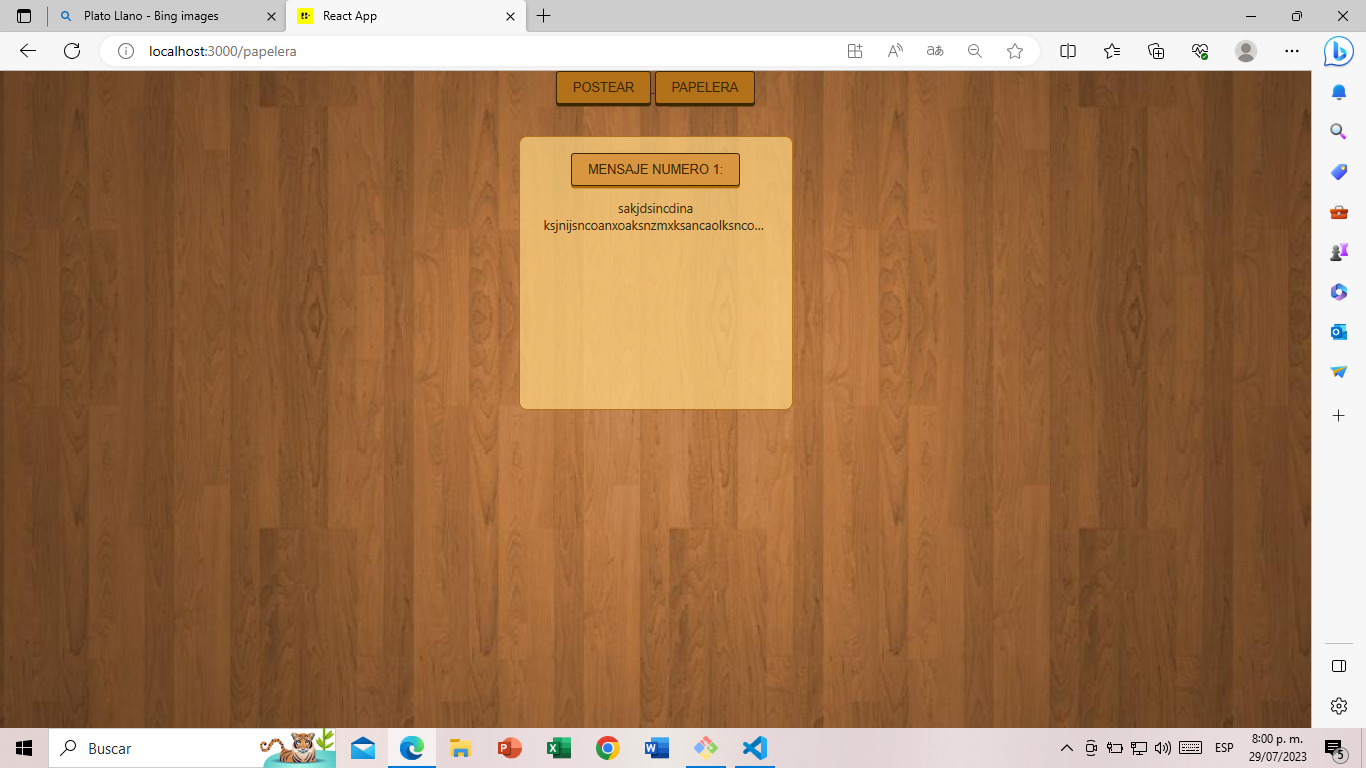 Plato Llano - Bing images
React App
localhost:3000/papelera
POSTEAR
PAPELERA
MENSAJE NUMERO 1:
sakjdsincdina
ksjnijsncoanxoaksnzmxksancaolksnco...
Buscar
ESP
8:00 p. m.
29/07/2023
5